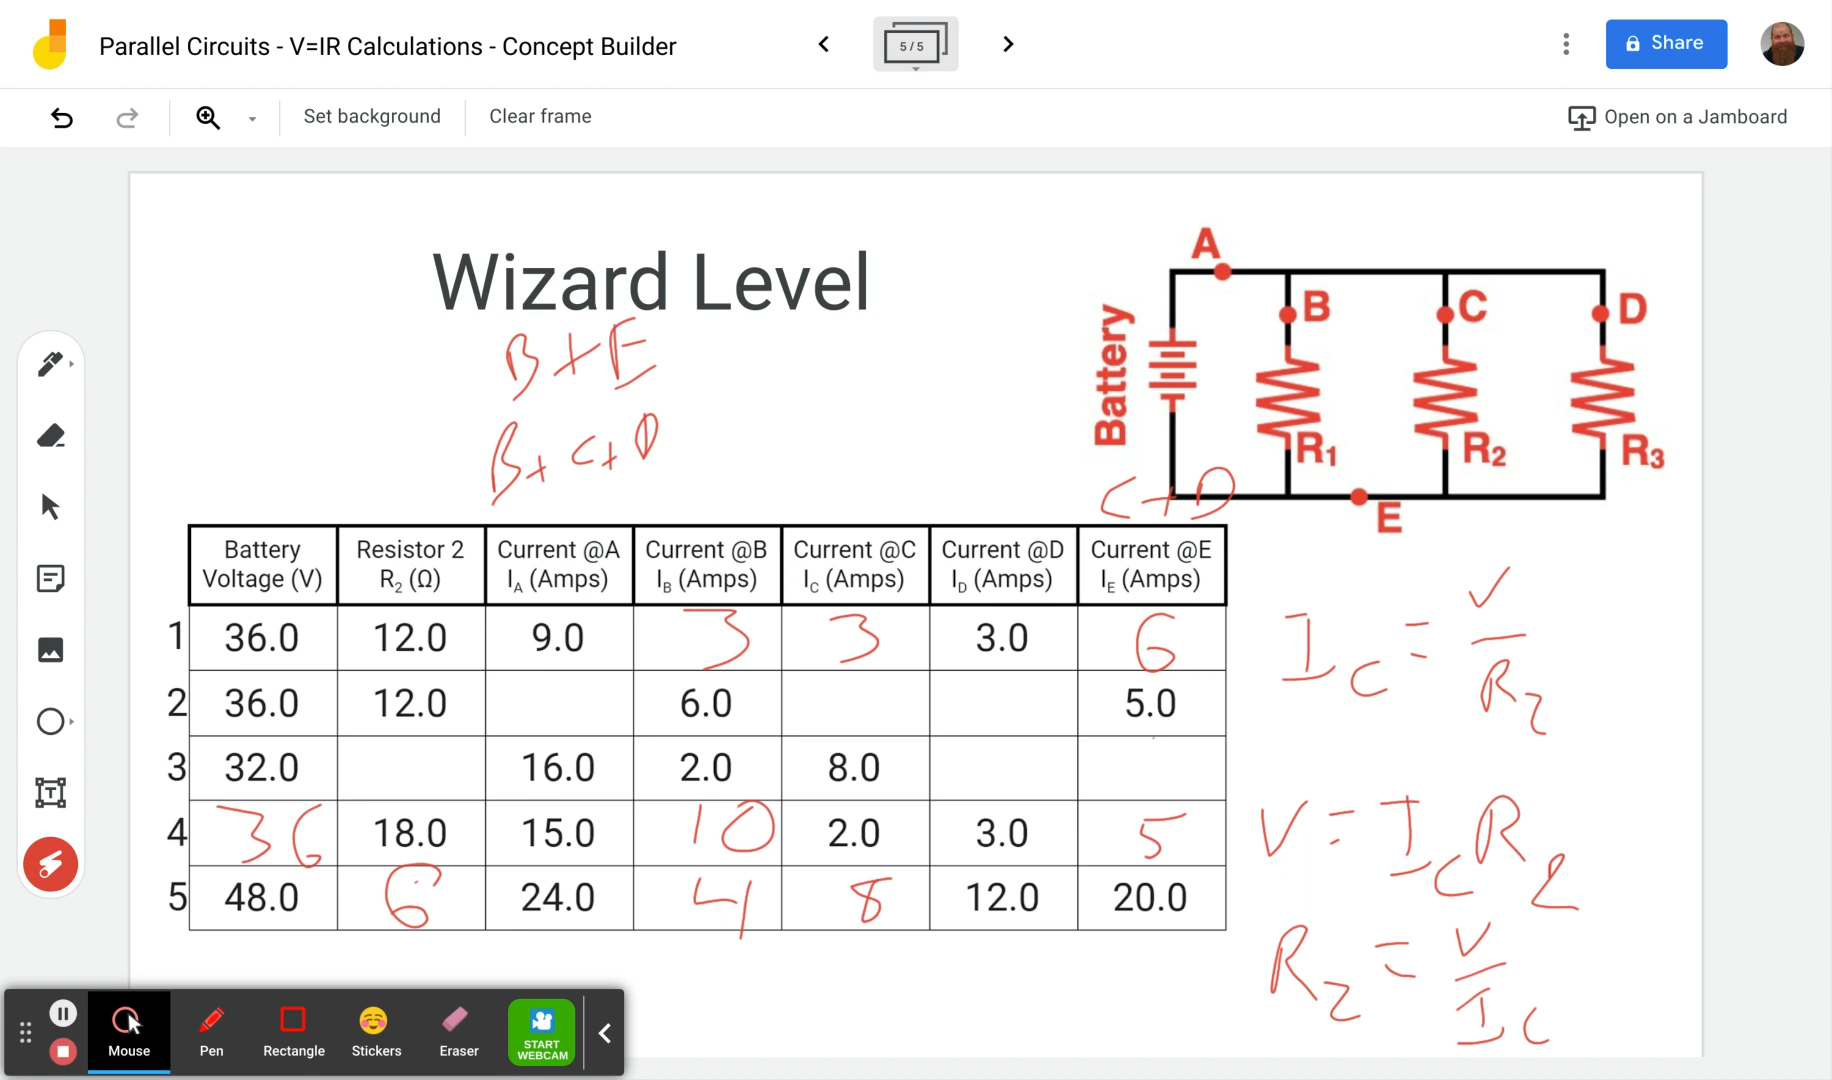 Parallel Circuits - V=IR Calculations - Concept Builder
5 / 5
Share
Set background
Clear frame
Open on a Jamboard
Wizard Level
B+E
B+C+D
A
B
C
D
Battery
R1
R2
R3
E
C+D
Battery Voltage (V) Resistor 2 R2 (Ω) Current @A IA (Amps) Current @B IB (Amps) Current @C IC (Amps) Current @D ID (Amps) Current @E IE (Amps)
1 36.0 12.0 9.0 3 3 3.0 6
2 36.0 12.0 6.0 5.0
3 32.0 16.0 2.0 8.0
4 36 18.0 15.0 10 2.0 3.0 5
5 48.0 6 24.0 4 8 12.0 20.0
IC = V/R2
V = IC R2
R2 = V/IC
Mouse
Pen
Rectangle
Stickers
Eraser
START
WEBCAM